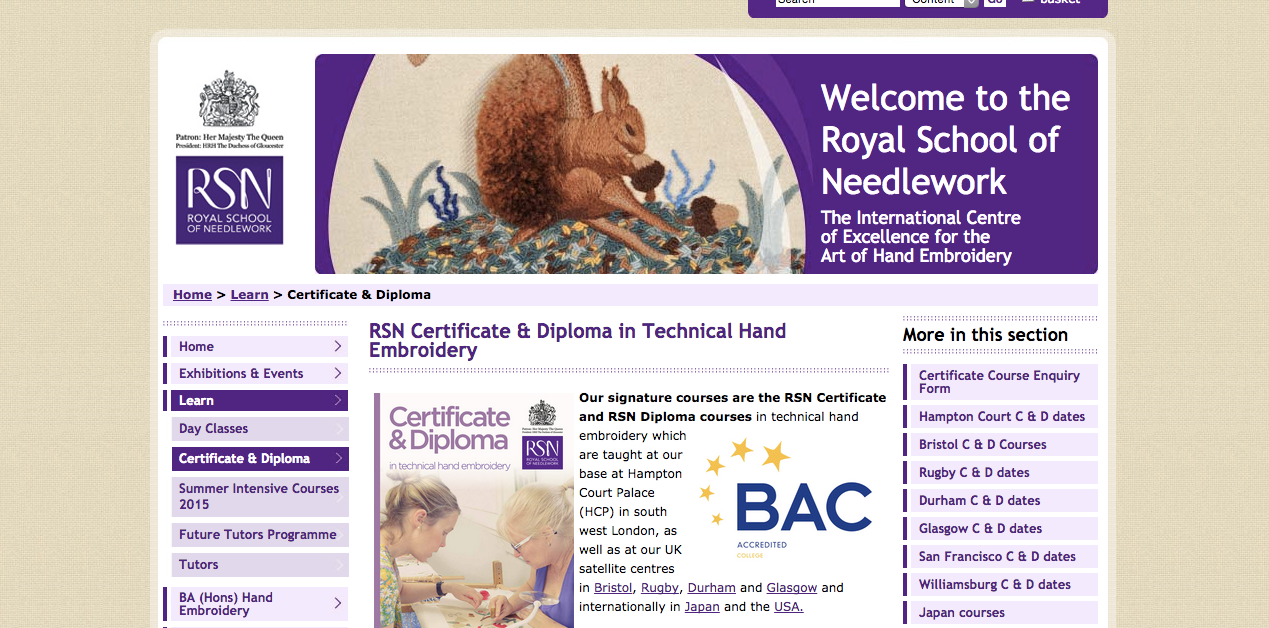 Search
Content
Go
basket
Patron: Her Majesty The Queen
President: HRH The Duchess of Gloucester
RSN
ROYAL SCHOOL
OF NEEDLEWORK
Welcome to the
Royal School of
Needlework
The International Centre
of Excellence for the
Art of Hand Embroidery
Home > Learn > Certificate & Diploma
Home
Exhibitions & Events
Learn
Day Classes
Certificate & Diploma
Summer Intensive Courses
2015
Future Tutors Programme
Tutors
BA (Hons) Hand
Embroidery
RSN Certificate & Diploma in Technical Hand
Embroidery
Certificate
& Diploma
in technical hand embroidery
RSN
ROYAL SCHOOL
OF NEEDLEWORK
Our signature courses are the RSN Certificate
and RSN Diploma courses in technical hand
embroidery which
are taught at our
base at Hampton
Court Palace
(HCP) in south
west London, as
well as at our UK
satellite centres
in Bristol, Rugby, Durham and Glasgow and
internationally in Japan and the USA.
BAC
ACCREDITED
COLLEGE
More in this section
Certificate Course Enquiry
Form
Hampton Court C & D dates
Bristol C & D Courses
Rugby C & D dates
Durham C & D dates
Glasgow C & D dates
San Francisco C & D dates
Williamsburg C & D dates
Japan courses